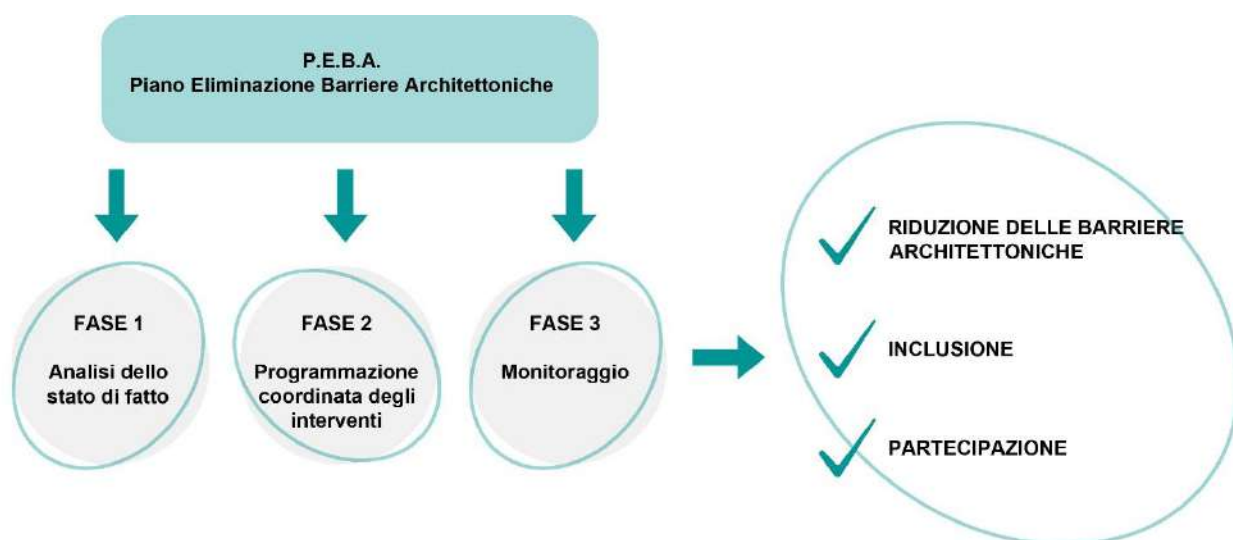 P.E.B.A.
Piano Eliminazione Barriere Architettoniche
FASE 1
Analisi dello
stato di fatto
FASE 2
Programmazione
coordinata degli
interventi
FASE 3
Monitoraggio
RIDUZIONE DELLE BARRIERE
ARCHITETTONICHE
INCLUSIONE
PARTECIPAZIONE